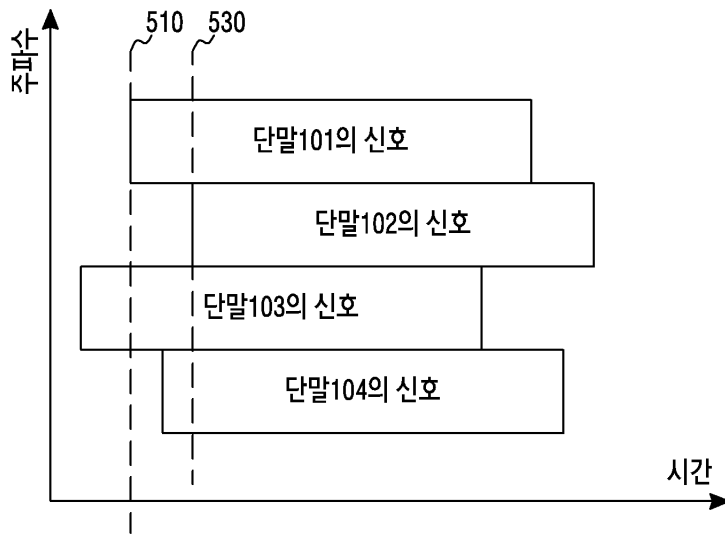 510
530
주파수
단말101의 신호
단말102의 신호
단말103의 신호
단말104의 신호
시간